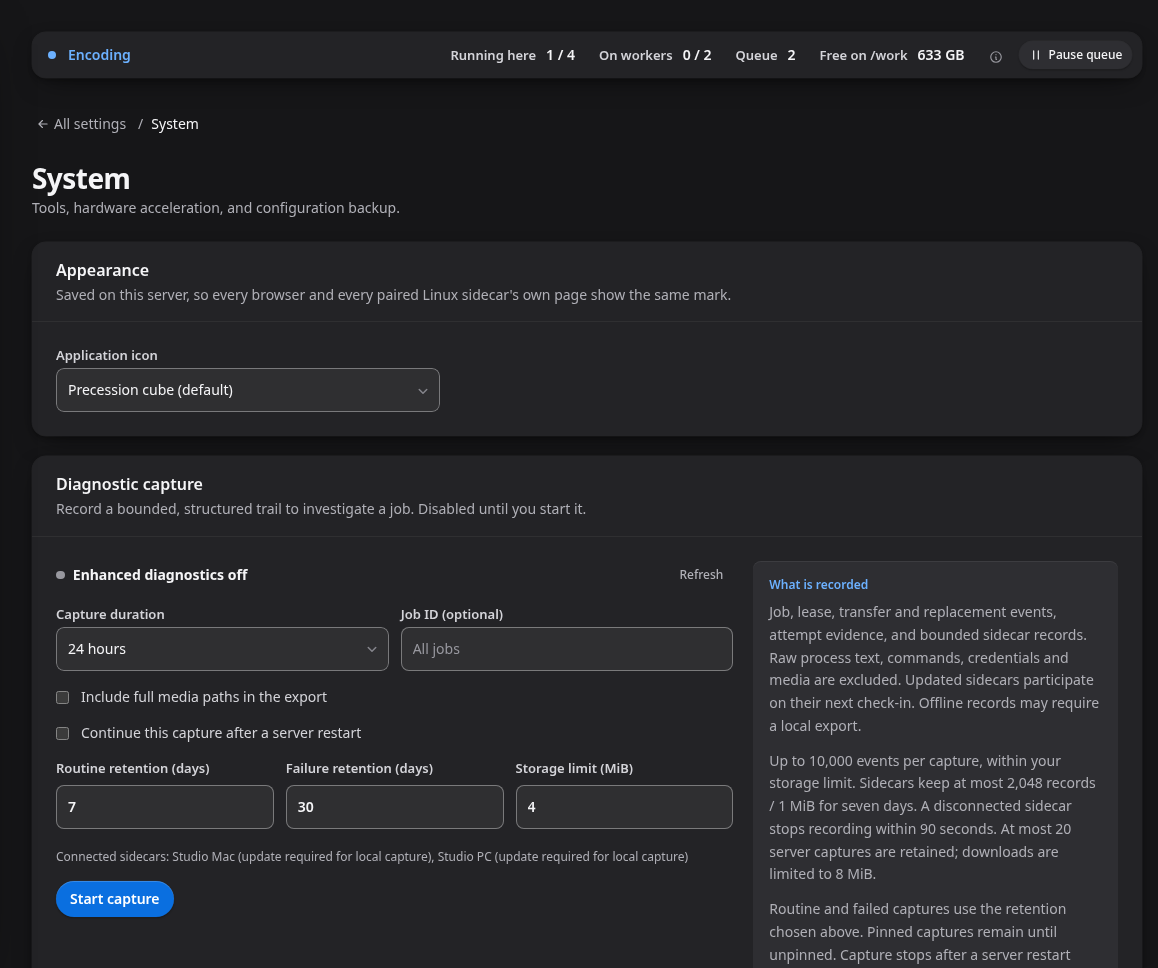 Encoding
Running here 1 / 4 On workers 0 / 2 Queue 2 Free on /work 633 GB Pause queue
← All settings / System
System
Tools, hardware acceleration, and configuration backup.
Appearance
Saved on this server, so every browser and every paired Linux sidecar's own page show the same mark.
Application icon
Precession cube (default)
Diagnostic capture
Record a bounded, structured trail to investigate a job. Disabled until you start it.
Enhanced diagnostics off
Refresh
Capture duration
24 hours
Job ID (optional)
All jobs
Include full media paths in the export
Continue this capture after a server restart
Routine retention (days)
7
Failure retention (days)
30
Storage limit (MiB)
4
Connected sidecars: Studio Mac (update required for local capture), Studio PC (update required for local capture)
Start capture
What is recorded
Job, lease, transfer and replacement events,
attempt evidence, and bounded sidecar records.
Raw process text, commands, credentials and
media are excluded. Updated sidecars participate
on their next check-in. Offline records may require
a local export.
Up to 10,000 events per capture, within your
storage limit. Sidecars keep at most 2,048 records
/ 1 MiB for seven days. A disconnected sidecar
stops recording within 90 seconds. At most 20
server captures are retained; downloads are
limited to 8 MiB.
Routine and failed captures use the retention
chosen above. Pinned captures remain until
unpinned. Capture stops after a server restart